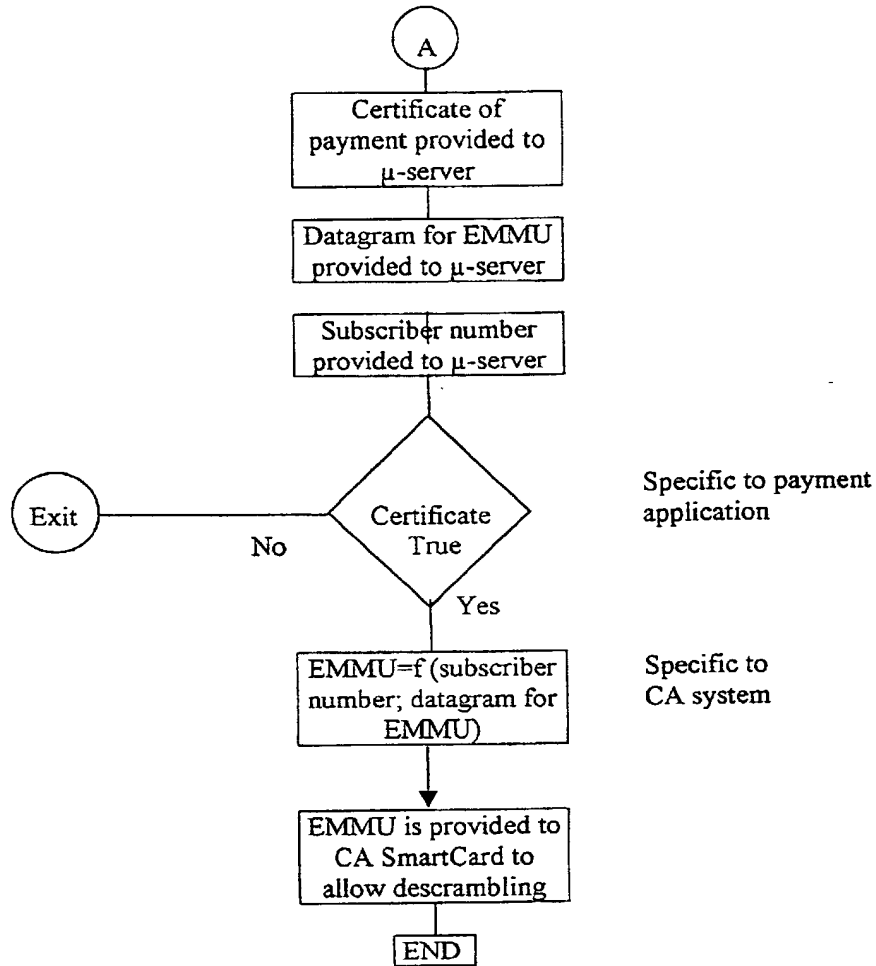 A
Certificate of
payment provided to
µ-server
Datagram for EMMU
provided to µ-server
Subscriber number
provided to µ-server
Certificate
True
Specific to payment
application
Exit
No
Yes
EMMU=f (subscriber
number; datagram for
EMMU)
Specific to
CA system
EMMU is provided to
CA SmartCard to
allow descrambling
END